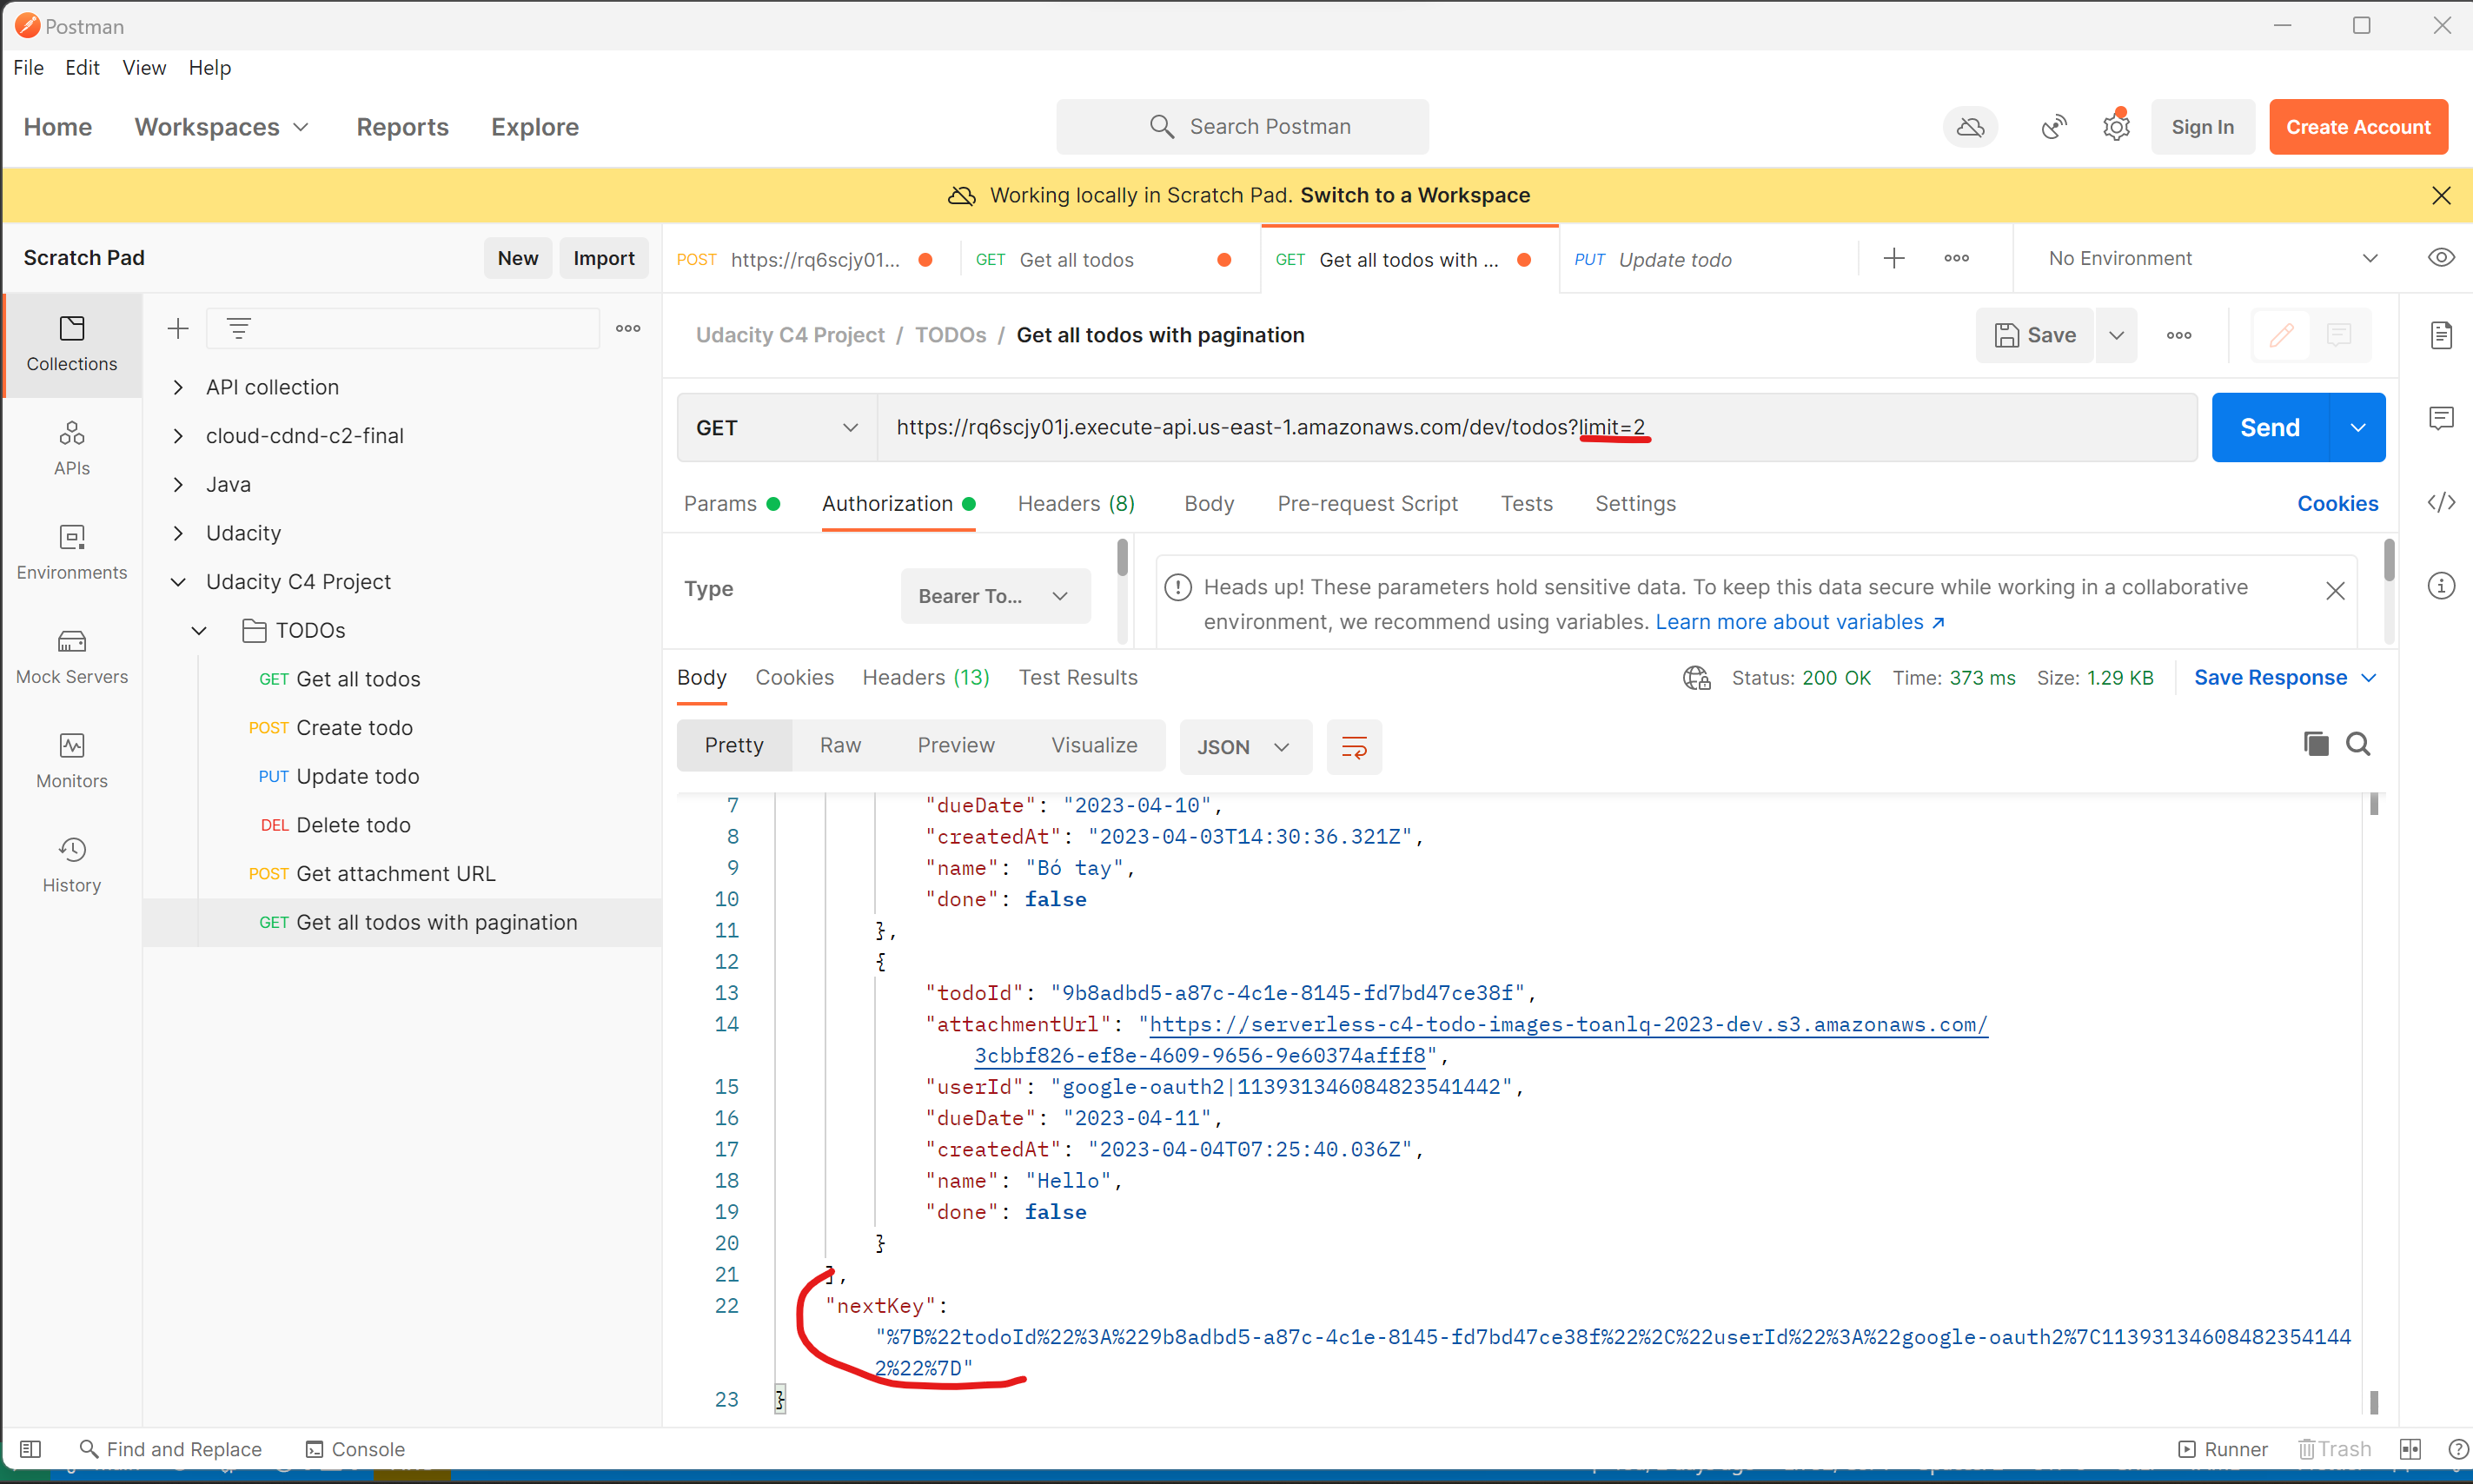 Postman
File Edit View Help
Home Workspaces Reports Explore Search Postman Sign In Create Account
Working locally in Scratch Pad. Switch to a Workspace
Scratch Pad New Import POST https://rq6scjy01... GET Get all todos GET Get all todos with ... PUT Update todo No Environment
Udacity C4 Project / TODOs / Get all todos with pagination Save
Collections
API collection
cloud-cdnd-c2-final
Java
Udacity
Udacity C4 Project
TODOs
GET Get all todos
POST Create todo
PUT Update todo
DEL Delete todo
POST Get attachment URL
GET Get all todos with pagination
APIs
Environments
Mock Servers
Monitors
History
GET https://rq6scjy01j.execute-api.us-east-1.amazonaws.com/dev/todos?limit=2 Send
Params Authorization Headers (8) Body Pre-request Script Tests Settings Cookies
Type Bearer To...
Heads up! These parameters hold sensitive data. To keep this data secure while working in a collaborative
environment, we recommend using variables. Learn more about variables ↗
Body Cookies Headers (13) Test Results Status: 200 OK Time: 373 ms Size: 1.29 KB Save Response
Pretty Raw Preview Visualize JSON
7 "dueDate": "2023-04-10",
8 "createdAt": "2023-04-03T14:30:36.321Z",
9 "name": "Bó tay",
10 "done": false
11 },
12 {
13 "todoId": "9b8adbd5-a87c-4c1e-8145-fd7bd47ce38f",
14 "attachmentUrl": "https://serverless-c4-todo-images-toanlq-2023-dev.s3.amazonaws.com/
3cbbf826-ef8e-4609-9656-9e60374afff8",
15 "userId": "google-oauth2|113931346084823541442",
16 "dueDate": "2023-04-11",
17 "createdAt": "2023-04-04T07:25:40.036Z",
18 "name": "Hello",
19 "done": false
20 }
21 ],
22 "nextKey":
"%7B%22todoId%22%3A%229b8adbd5-a87c-4c1e-8145-fd7bd47ce38f%22%2C%22userId%22%3A%22google-oauth2%7C11393134608482354144
2%22%7D"
23 }
Find and Replace Console Runner Trash